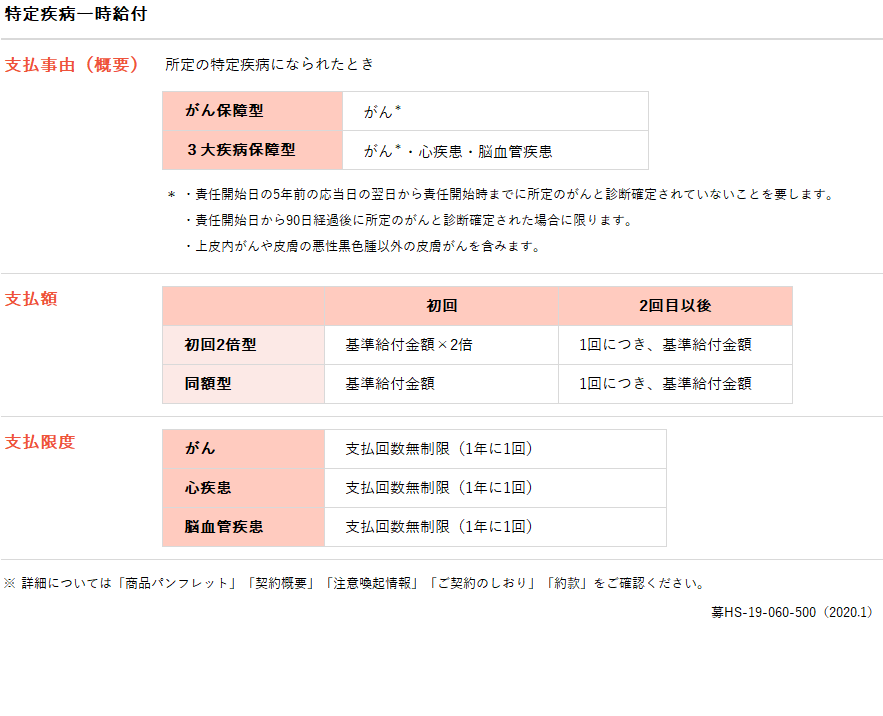 特定疾病一時給付
支払事由（概要） 所定の特定疾病になられたとき
がん保障型 がん＊
３大疾病保障型 がん＊・心疾患・脳血管疾患
＊ ・責任開始日の5年前の応当日の翌日から責任開始時までに所定のがんと診断確定されていないことを要します。
・責任開始日から90日経過後に所定のがんと診断確定された場合に限ります。
・上皮内がんや皮膚の悪性黒色腫以外の皮膚がんを含みます。
支払額
初回 2回目以後
初回2倍型 基準給付金額×2倍 1回につき、基準給付金額
同額型 基準給付金額 1回につき、基準給付金額
支払限度
がん 支払回数無制限（1年に1回）
心疾患 支払回数無制限（1年に1回）
脳血管疾患 支払回数無制限（1年に1回）
※ 詳細については「商品パンフレット」「契約概要」「注意喚起情報」「ご契約のしおり」「約款」をご確認ください。
募HS-19-060-500（2020.1）